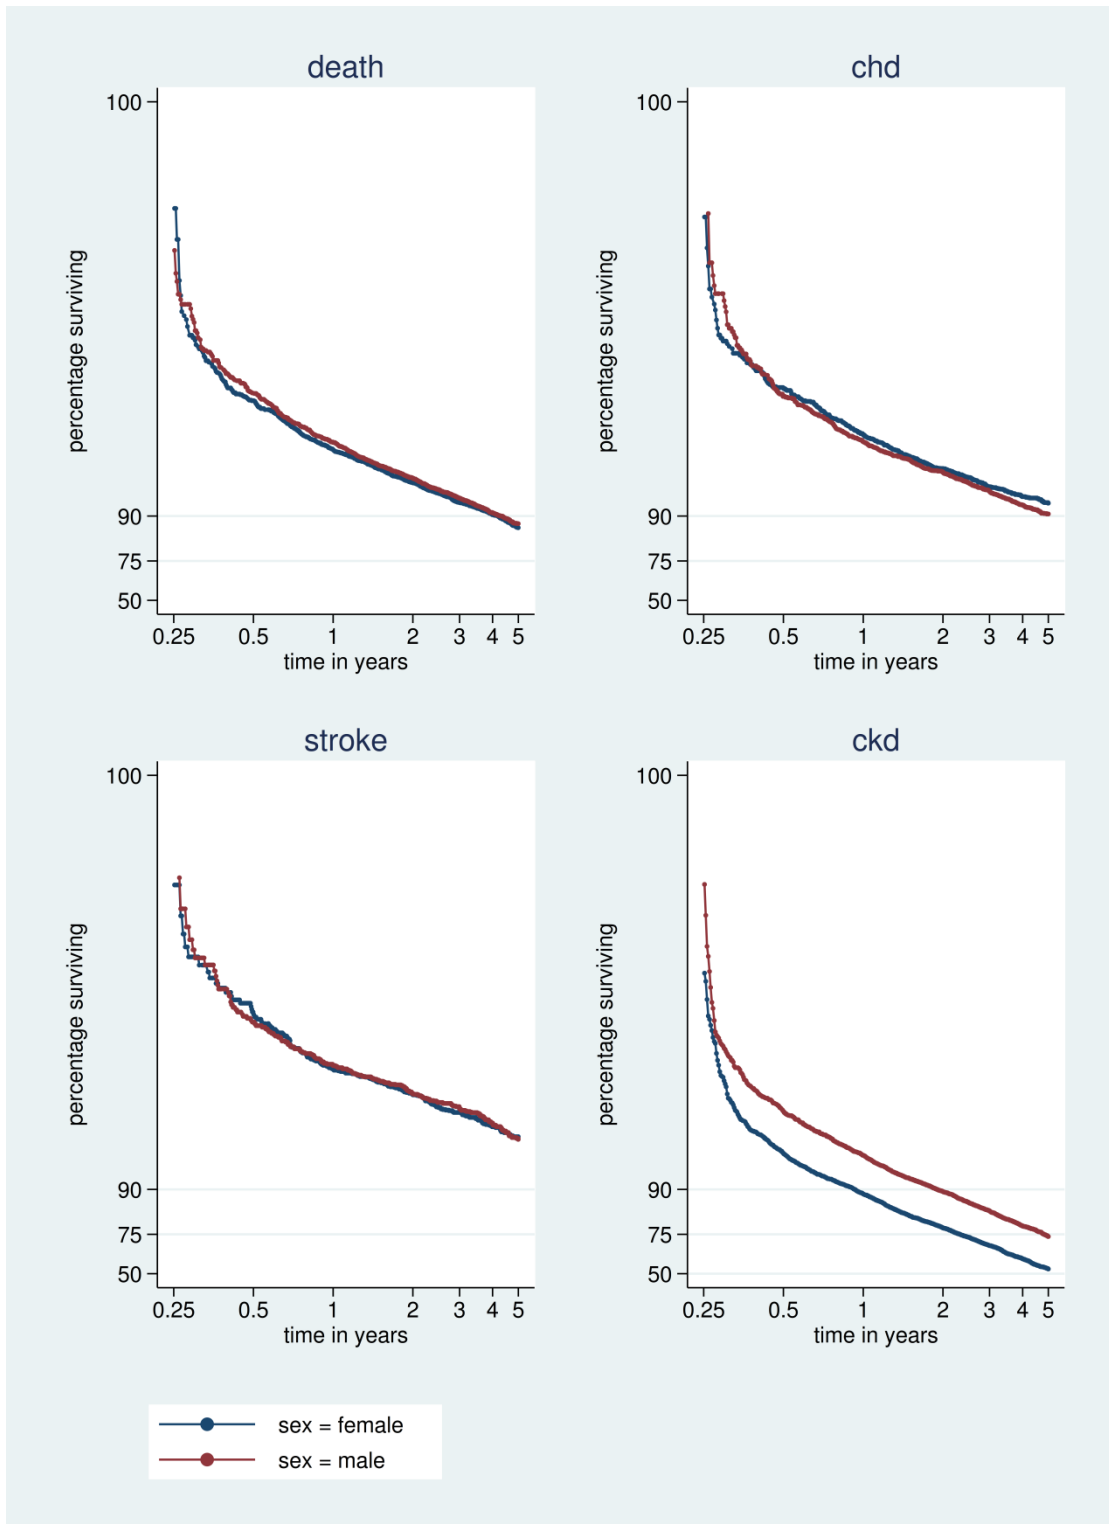 death
100
90
75
50
percentage surviving
0.25 0.5 1 2 3 4 5
time in years
chd
100
90
75
50
percentage surviving
0.25 0.5 1 2 3 4 5
time in years
stroke
100
90
75
50
percentage surviving
0.25 0.5 1 2 3 4 5
time in years
ckd
100
90
75
50
percentage surviving
0.25 0.5 1 2 3 4 5
time in years
sex = female
sex = male